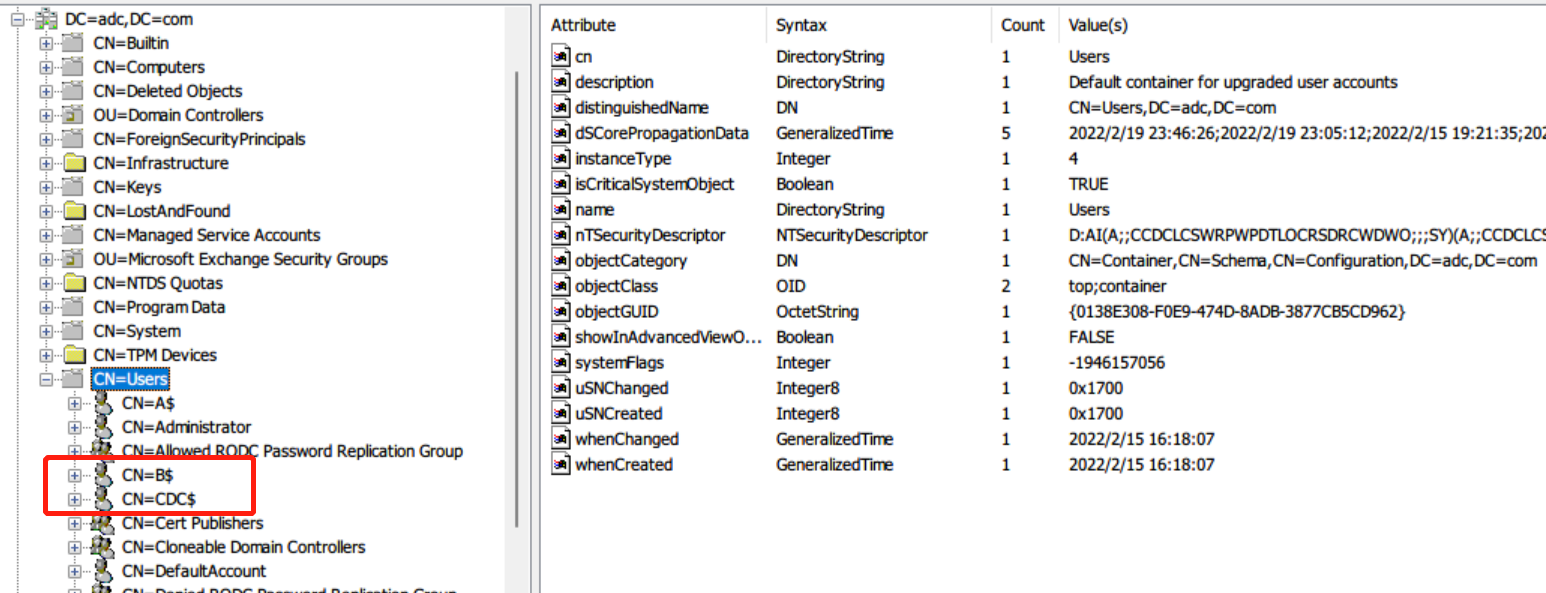 DC=adc,DC=com
CN=Builtin
CN=Computers
CN=Deleted Objects
OU=Domain Controllers
CN=ForeignSecurityPrincipals
CN=Infrastructure
CN=Keys
CN=LostAndFound
CN=Managed Service Accounts
OU=Microsoft Exchange Security Groups
CN=NTDS Quotas
CN=Program Data
CN=System
CN=TPM Devices
CN=Users
CN=A$
CN=Administrator
CN=Allowed RODC Password Replication Group
CN=B$
CN=CDC$
CN=Cert Publishers
CN=Cloneable Domain Controllers
CN=DefaultAccount
CN=Denied RODC Password Replication Group
Attribute Syntax Count Value(s)
cn DirectoryString 1 Users
description DirectoryString 1 Default container for upgraded user accounts
distinguishedName DN 1 CN=Users,DC=adc,DC=com
dSCorePropagationData GeneralizedTime 5 2022/2/19 23:46:26;2022/2/19 23:05:12;2022/2/15 19:21:35;202
instanceType Integer 1 4
isCriticalSystemObject Boolean 1 TRUE
name DirectoryString 1 Users
nTSecurityDescriptor NTSecurityDescriptor 1 D:AI(A;;CCDCLCSWRPWPDTLOCRSDRCWDWO;;;SY)(A;;CCDCLCS
objectCategory DN 1 CN=Container,CN=Schema,CN=Configuration,DC=adc,DC=com
objectClass OID 2 top;container
objectGUID OctetString 1 {0138E308-F0E9-474D-8ADB-3877CB5CD962}
showInAdvancedViewO... Boolean 1 FALSE
systemFlags Integer 1 -1946157056
uSNChanged Integer8 1 0x1700
uSNCreated Integer8 1 0x1700
whenChanged GeneralizedTime 1 2022/2/15 16:18:07
whenCreated GeneralizedTime 1 2022/2/15 16:18:07